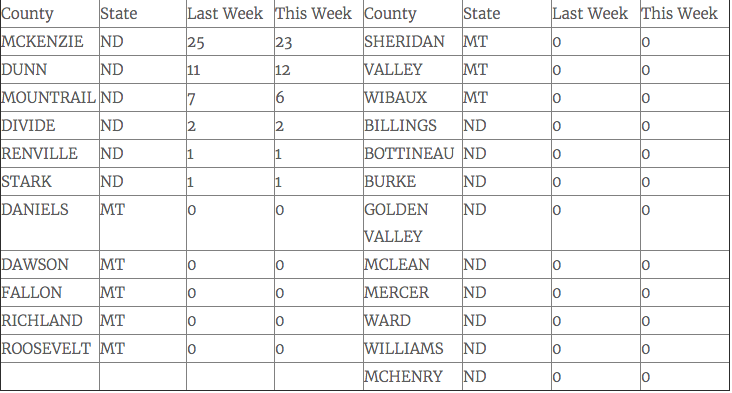 County State Last Week This Week County State Last Week This Week
MCKENZIE ND 25 23 SHERIDAN MT 0 0
DUNN ND 11 12 VALLEY MT 0 0
MOUNTRAIL ND 7 6 WIBAUX MT 0 0
DIVIDE ND 2 2 BILLINGS ND 0 0
RENVILLE ND 1 1 BOTTINEAU ND 0 0
STARK ND 1 1 BURKE ND 0 0
DANIELS MT 0 0 GOLDEN ND 0 0
VALLEY
DAWSON MT 0 0 MCLEAN ND 0 0
FALLON MT 0 0 MERCER ND 0 0
RICHLAND MT 0 0 WARD ND 0 0
ROOSEVELT MT 0 0 WILLIAMS ND 0 0
MCHENRY ND 0 0